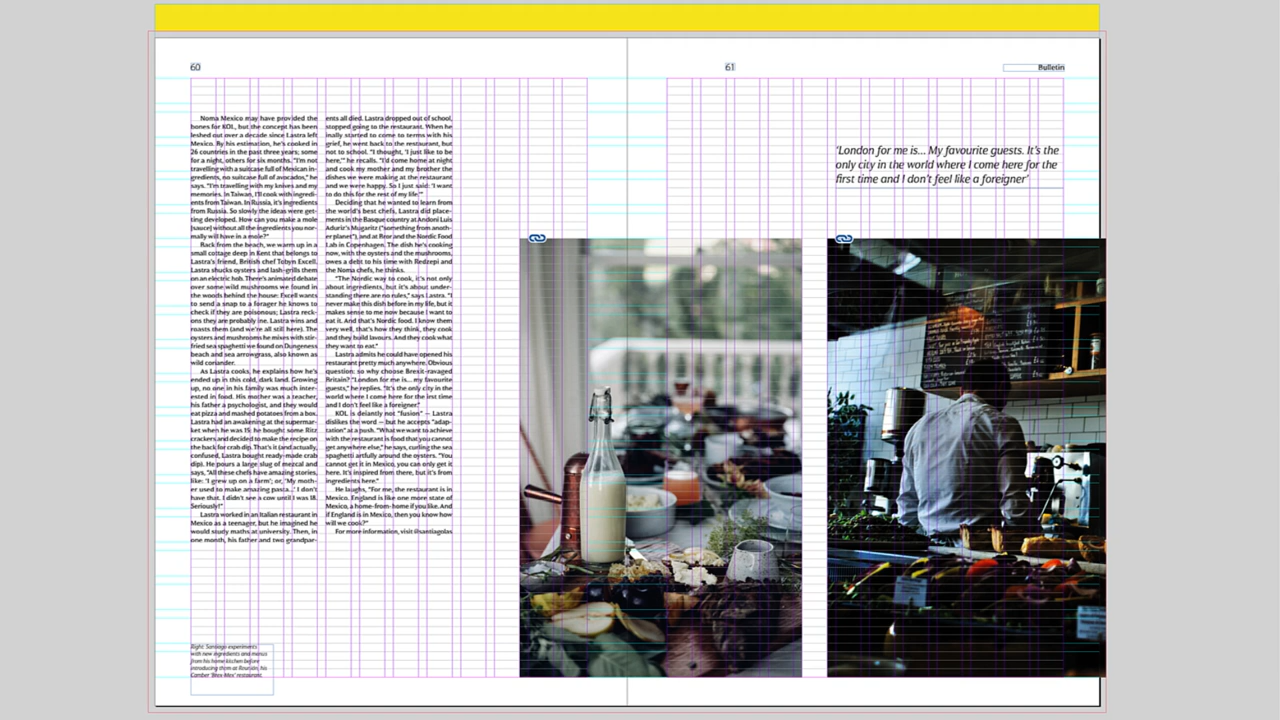 60
61
Bulletin
Noma Mexico may have provided the
bones for KOL, but the concept has been
leshed out over a decade since Lastra left
Mexico. By his estimation, he's cooked in
26 countries in the past three years; some
for a night, others for six months. "I'm not
travelling with a suitcase full of Mexican in-
gredients, no suitcase full of avocados," he
says. "I'm travelling with my knives and my
memories. In Taiwan, I'll cook with ingredi-
ents from Taiwan. In Russia, it's ingredients
from Russia. So slowly the ideas were get-
ting developed. How can you make a mole
[sauce] without all the ingredients you nor-
mally will have in a mole?"
Back from the beach, we warm up in a
small cottage deep in Kent that belongs to
Lastra's friend, British chef Tobyn Excell.
Lastra shucks oysters and lash-grills them
on an electric hob. There's animated debate
over some wild mushrooms we found in
the woods behind the house: Excell wants
to send a snap to a forager he knows to
check if they are poisonous; Lastra reck-
ons they are probably ine. Lastra wins and
roasts them (and we're all still here). The
oysters and mushrooms he mixes with stir-
fried sea spaghetti we found on Dungeness
beach and sea arrowgrass, also known as
wild coriander.
As Lastra cooks, he explains how he's
ended up in this cold, dark land. Growing
up, no one in his family was much inter-
ested in food. His mother was a teacher,
his father a psychologist, and they would
eat pizza and mashed potatoes from a box.
Lastra had an awakening at the supermar-
ket when he was 15: he bought some Ritz
crackers and decided to make the recipe on
the back for crab dip. That's it (and actually,
confused, Lastra bought ready-made crab
dip). He pours a large slug of mezcal and
says, "All these chefs have amazing stories,
like: 'I grew up on a farm'; or, 'My moth-
er used to make amazing pasta…' I don't
have that. I didn't see a cow until I was 18.
Seriously!"
Lastra worked in an Italian restaurant in
Mexico as a teenager, but he imagined he
would study maths at university. Then, in
one month, his father and two grandpar-
ents all died. Lastra dropped out of school,
stopped going to the restaurant. When he
inally started to come to terms with his
grief, he went back to the restaurant, but
not to school. "I thought, 'I just like to be
here,'" he recalls. "I'd come home at night
and cook my mother and my brother the
dishes we were making at the restaurant
and we were happy. So I just said: 'I want
to do this for the rest of my life.'"
Deciding that he wanted to learn from
the world's best chefs, Lastra did place-
ments in the Basque country at Andoni Luis
Aduriz's Mugaritz ("something from anoth-
er planet"), and at Bror and the Nordic Food
Lab in Copenhagen. The dish he's cooking
now, with the oysters and the mushrooms,
owes a debt to his time with Redzepi and
the Noma chefs, he thinks.
"The Nordic way to cook, it's not only
about ingredients, but it's about under-
standing there are no rules," says Lastra. "I
never make this dish before in my life, but it
makes sense to me now because I want to
eat it. And that's Nordic food. I know them
very well, that's how they think, they cook
and they build lavours. And they cook what
they want to eat."
Lastra admits he could have opened his
restaurant pretty much anywhere. Obvious
question: so why choose Brexit-ravaged
Britain? "London for me is… my favourite
guests," he replies. "It's the only city in the
world where I come here for the irst time
and I don't feel like a foreigner."
KOL is deiantly not "fusion" – Lastra
dislikes the word – but he accepts "adap-
tation" at a push. "What we want to achieve
with the restaurant is food that you cannot
get anywhere else," he says, curling the sea
spaghetti artfully around the oysters. "You
cannot get it in Mexico, you can only get it
here. It's inspired from there, but it's from
ingredients here."
He laughs, "For me, the restaurant is in
Mexico. England is like one more state of
Mexico, a home-from-home if you like. And
if England is in Mexico, then you know how
will we cook?"
For more information, visit ilsantiagolas
'London for me is... My favourite guests. It's the
only city in the world where I come here for the
first time and I don't feel like a foreigner'
Right: Santiago experiments
with new ingredients and menus
from his home kitchen before
introducing them at
Camber 'Brex-Mex' restaurant.